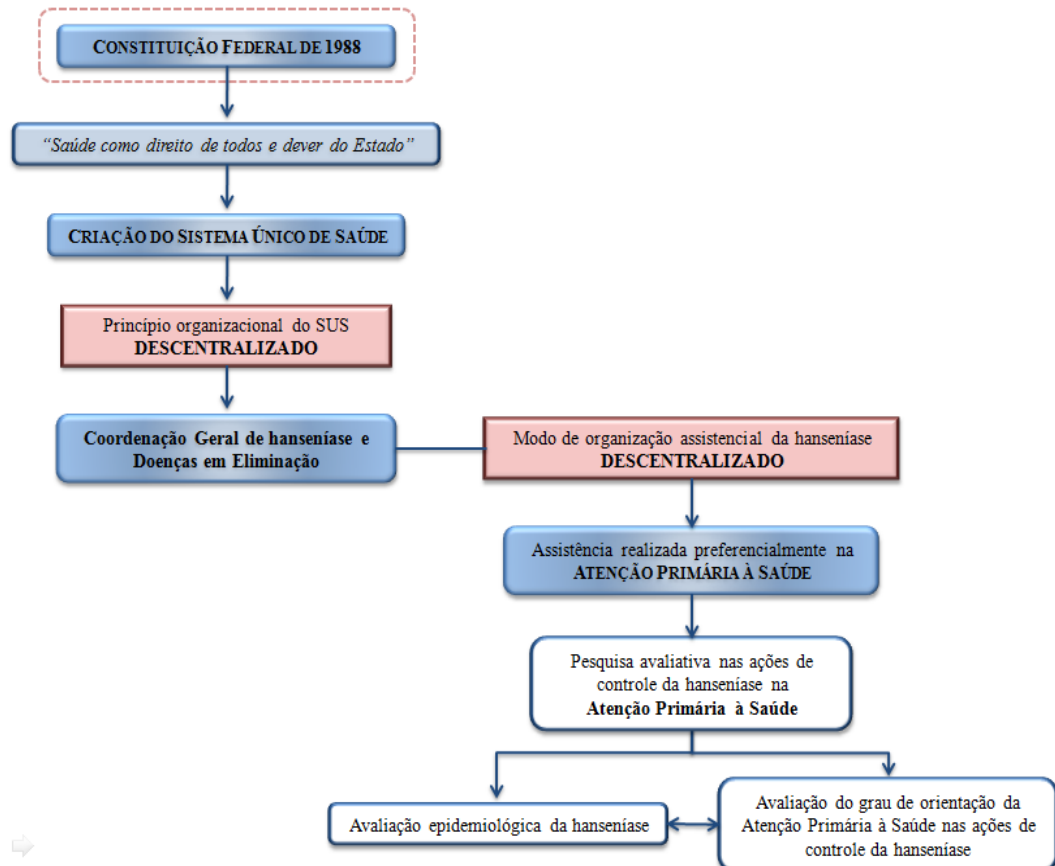 CONSTITUIÇÃO FEDERAL DE 1988
“Saúde como direito de todos e dever do Estado”
CRIAÇÃO DO SISTEMA ÚNICO DE SAÚDE
Princípio organizacional do SUS
DESCENTRALIZADO
Coordenação Geral de hanseníase e
Doenças em Eliminação
Modo de organização assistencial da hanseníase
DESCENTRALIZADO
Assistência realizada preferencialmente na
ATENÇÃO PRIMÁRIA À SAÚDE
Pesquisa avaliativa nas ações de
controle da hanseníase na
Atenção Primária à Saúde
Avaliação epidemiológica da hanseníase
Avaliação do grau de orientação da
Atenção Primária à Saúde nas ações de
controle da hanseníase